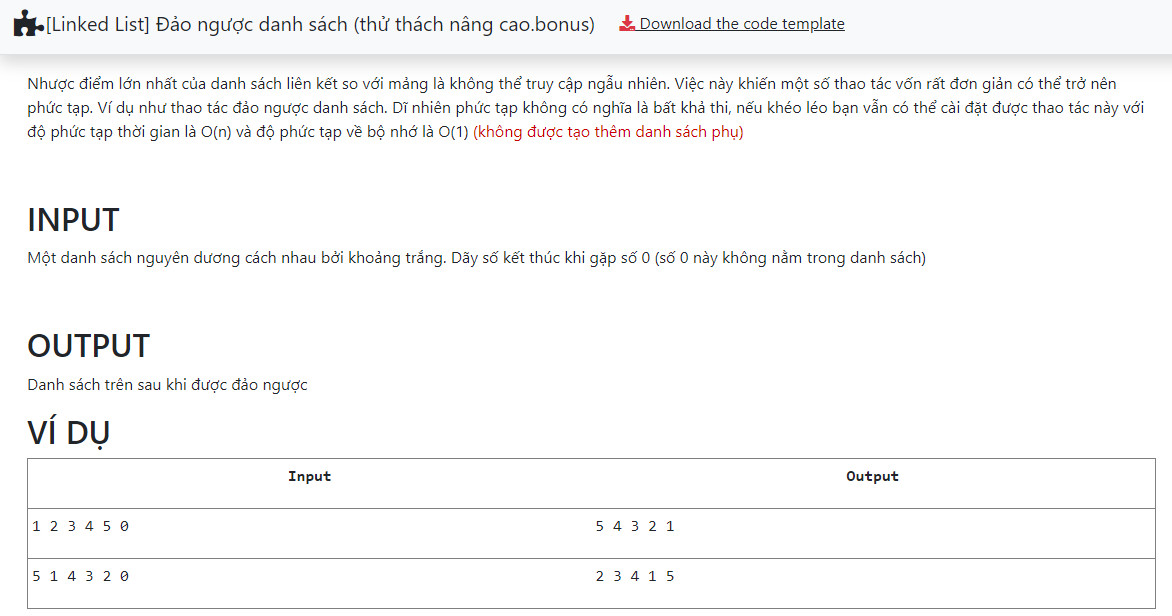 [Linked List] Đảo ngược danh sách (thử thách nâng cao.bonus) Download the code template
Nhược điểm lớn nhất của danh sách liên kết so với mảng là không thể truy cập ngẫu nhiên. Việc này khiến một số thao tác vốn rất đơn giản có thể trở nên
phức tạp. Ví dụ như thao tác đảo ngược danh sách. Dĩ nhiên phức tạp không có nghĩa là bất khả thi, nếu khéo léo bạn vẫn có thể cài đặt được thao tác này với
độ phức tạp thời gian là O(n) và độ phức tạp về bộ nhớ là O(1) (không được tạo thêm danh sách phụ)
INPUT
Một danh sách nguyên dương cách nhau bởi khoảng trắng. Dãy số kết thúc khi gặp số 0 (số 0 này không nằm trong danh sách)
OUTPUT
Danh sách trên sau khi được đảo ngược
VÍ DỤ
Input Output
1 2 3 4 5 0 5 4 3 2 1
5 1 4 3 2 0 2 3 4 1 5